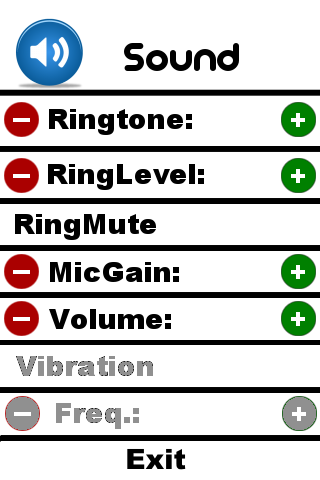 Sound
Ringtone:
RingLevel:
RingMute
MicGain:
Volume:
Vibration
Freq.:
Exit